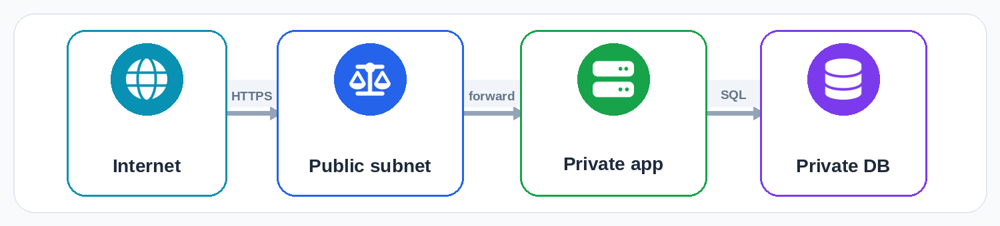 HTTPS
forward
SQL
Internet
Public subnet
Private app
Private DB